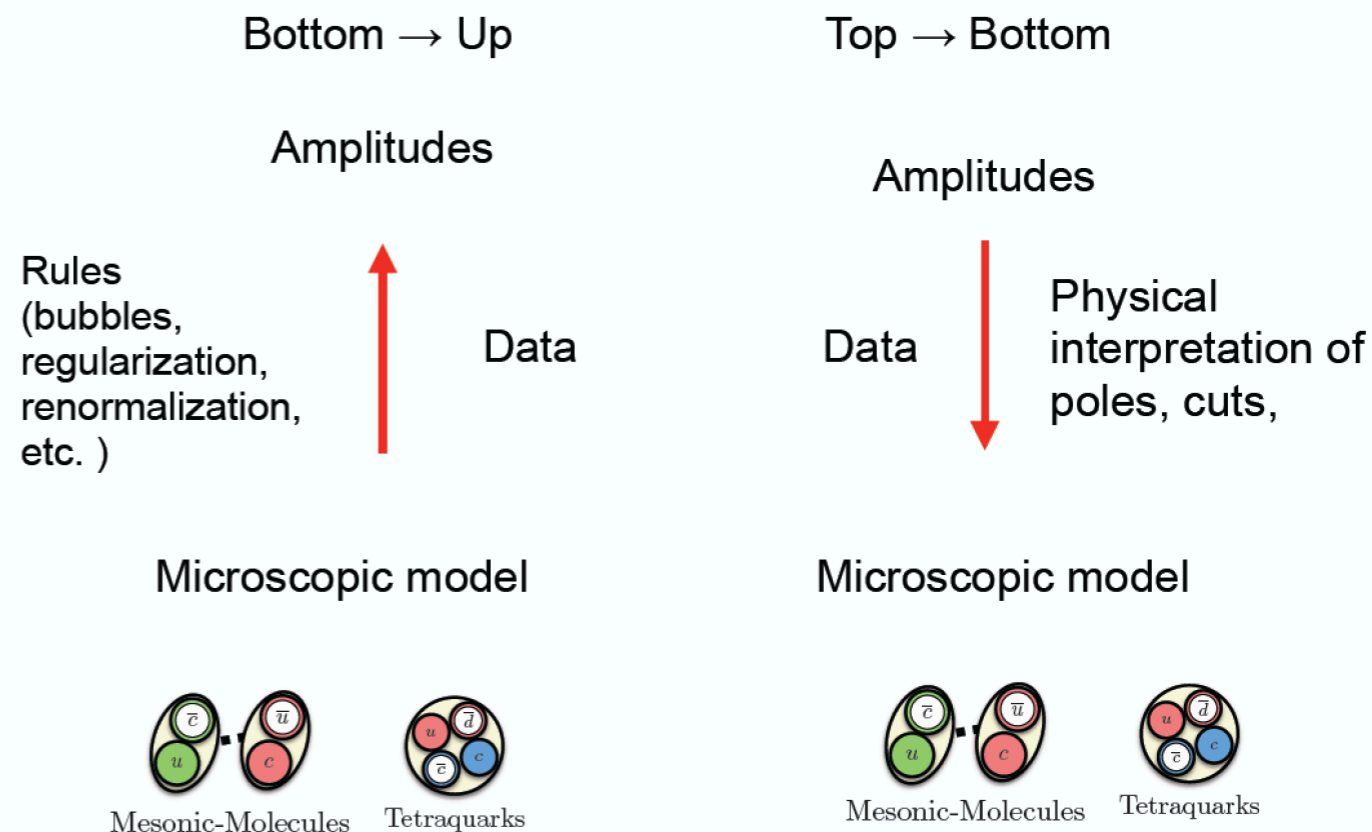 Bottom → Up
Amplitudes
Rules
(bubbles,
regularization,
renormalization,
etc. )
Data
Microscopic model
c̅
u̅
u
c
u
d̅
c̅
c
Mesonic-Molecules
Tetraquarks
Top → Bottom
Amplitudes
Data
Physical
interpretation of
poles, cuts,
Microscopic model
c̅
u̅
u
c
u
d̅
c̅
c
Mesonic-Molecules
Tetraquarks